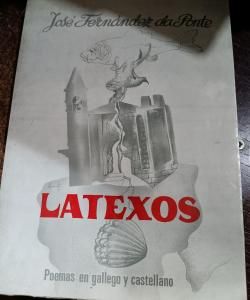 José Fernández da Ponte
LATEXOS
Poemas en gallego y castellano